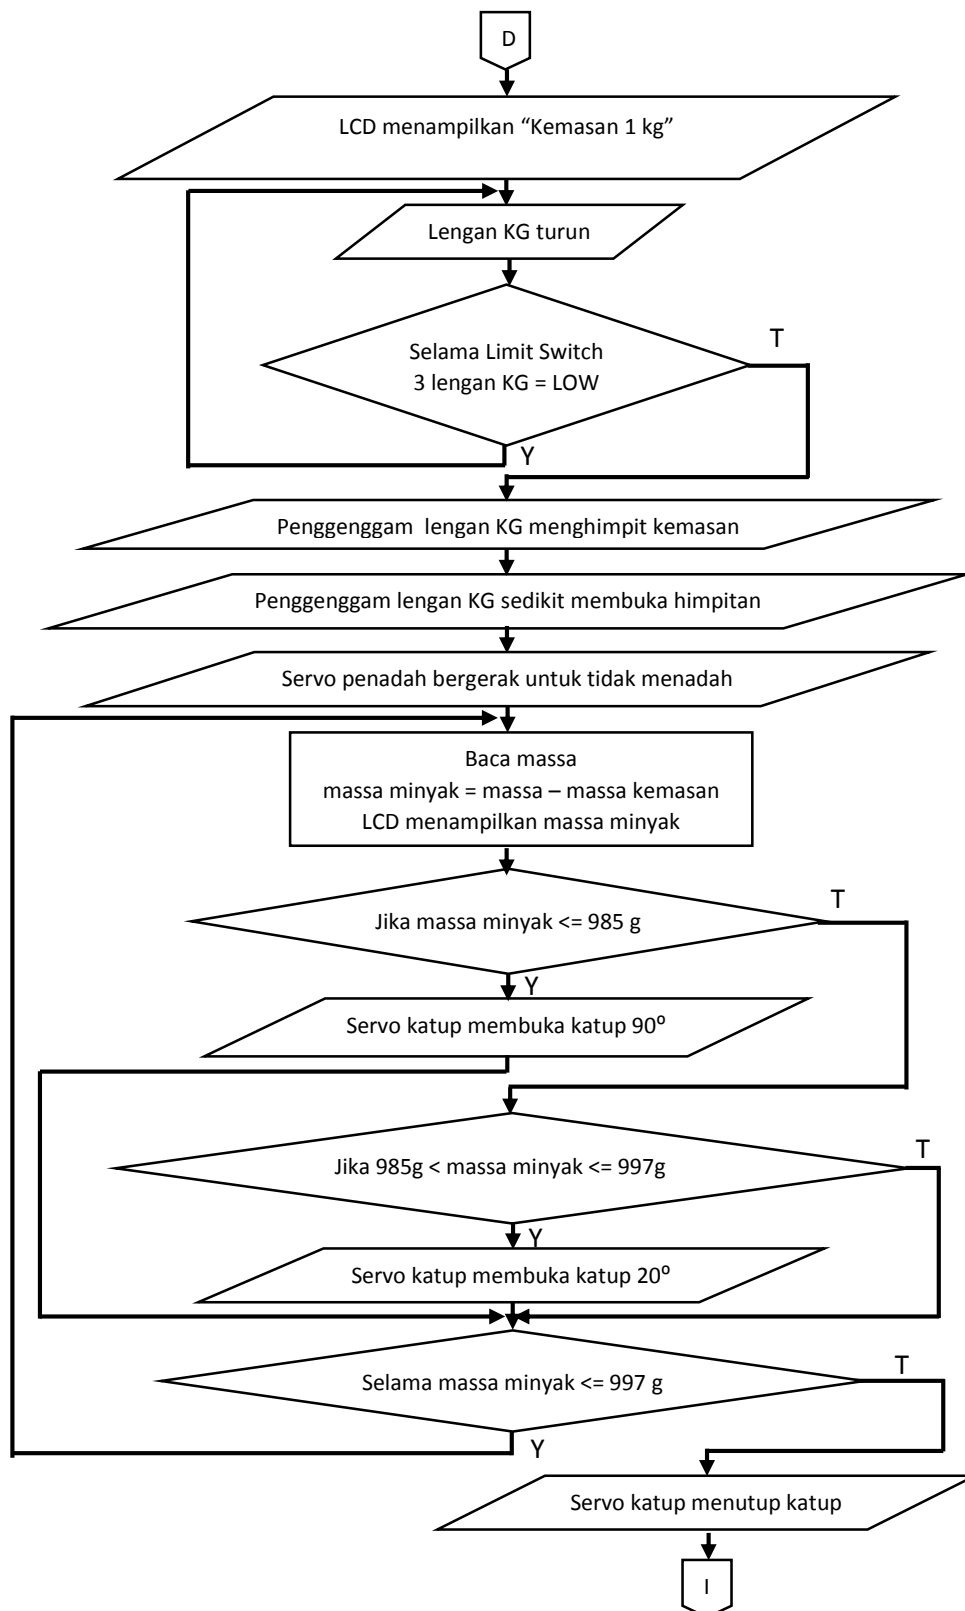 D
LCD menampilkan “Kemasan 1 kg”
Lengan KG turun
Selama Limit Switch
3 lengan KG = LOW
T
Y
Penggenggam lengan KG menghimpit kemasan
Penggenggam lengan KG sedikit membuka himpitan
Servo penadah bergerak untuk tidak menadah
Baca massa
massa minyak = massa – massa kemasan
LCD menampilkan massa minyak
Jika massa minyak <= 985 g
T
Y
Servo katup membuka katup 90⁰
Jika 985g < massa minyak <= 997g
T
Y
Servo katup membuka katup 20⁰
Selama massa minyak <= 997 g
T
Y
Servo katup menutup katup
I